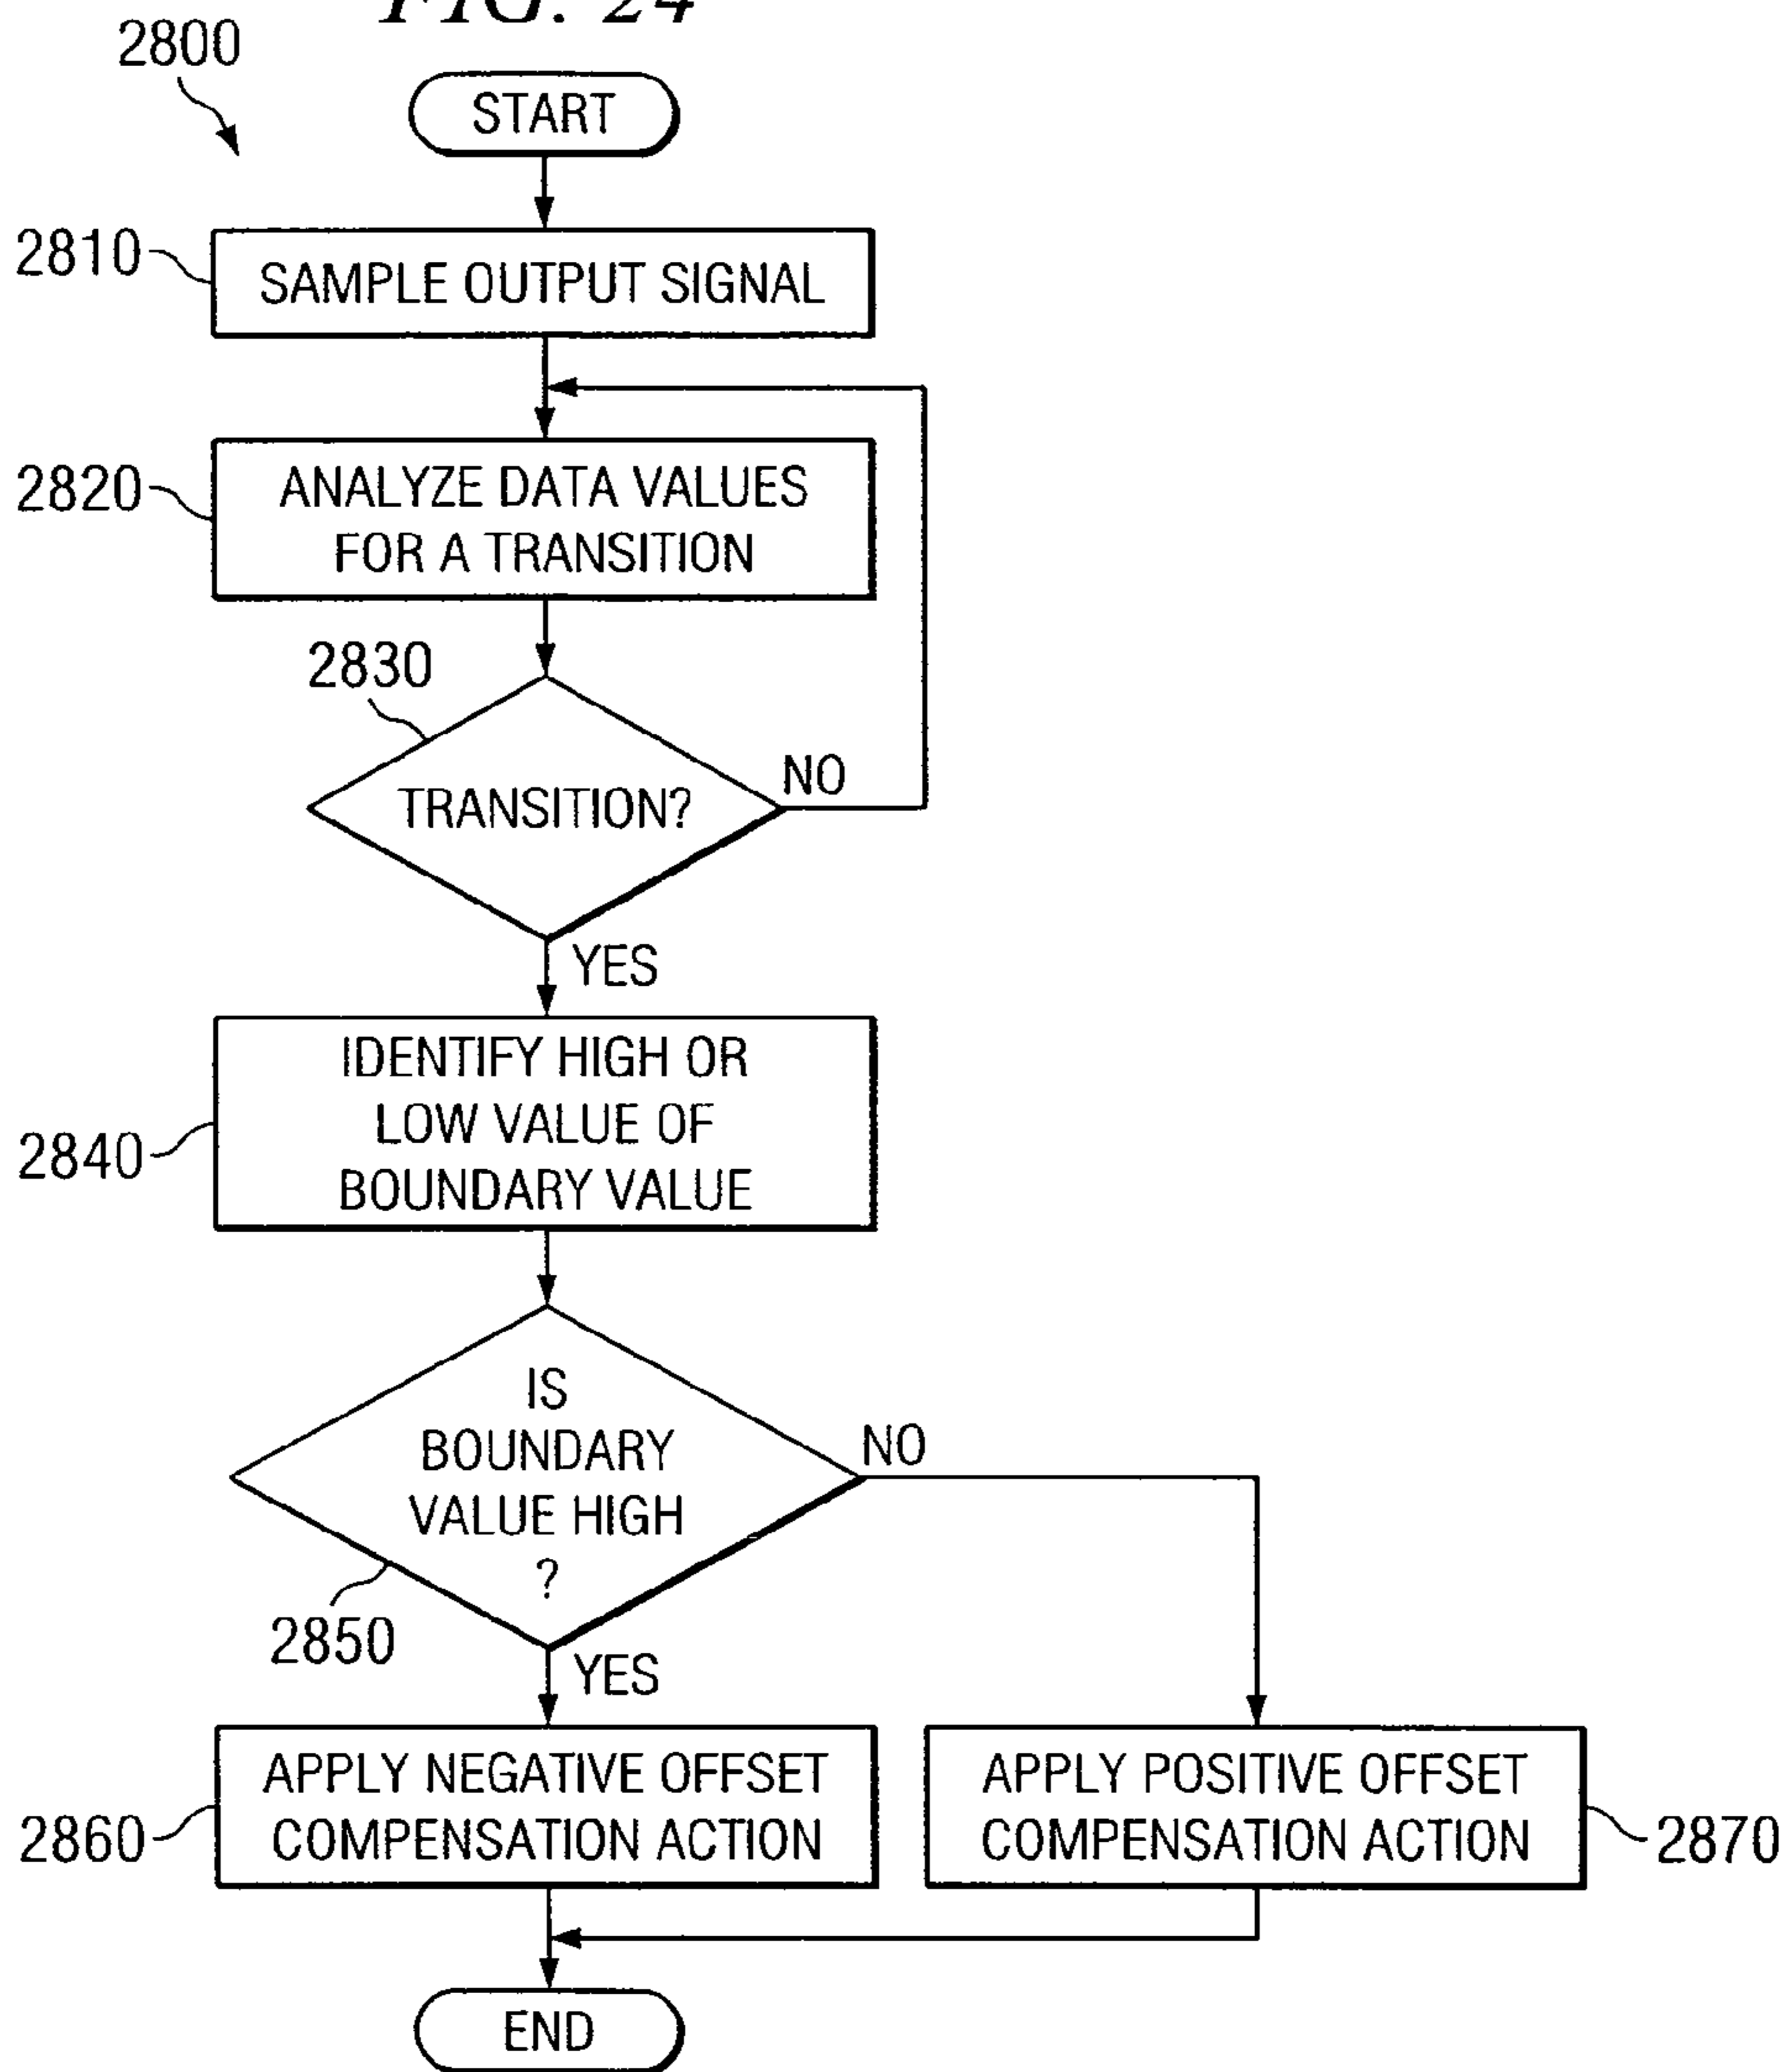 FIG. 24
2800
START
2810
SAMPLE OUTPUT SIGNAL
2820
ANALYZE DATA VALUES
FOR A TRANSITION
2830
TRANSITION?
NO
YES
2840
IDENTIFY HIGH OR
LOW VALUE OF
BOUNDARY VALUE
IS
BOUNDARY
VALUE HIGH
?
NO
2850
YES
2860
APPLY NEGATIVE OFFSET
COMPENSATION ACTION
APPLY POSITIVE OFFSET
COMPENSATION ACTION
2870
END